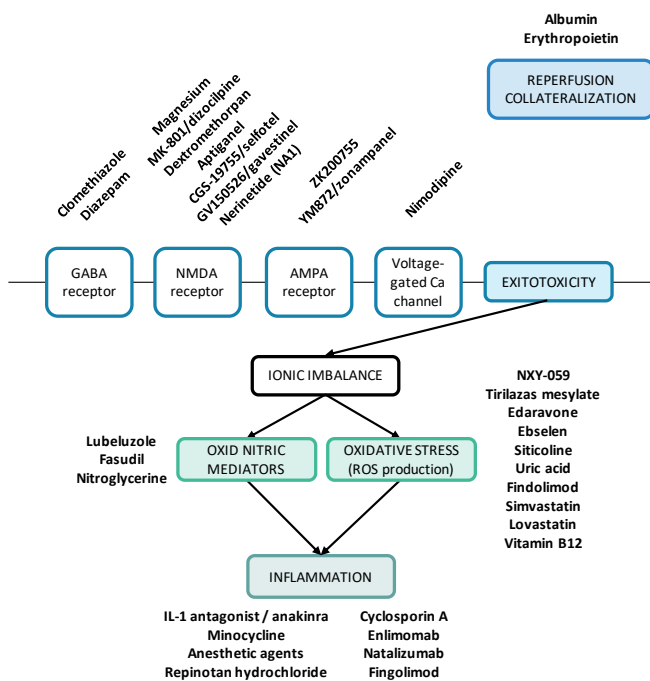 Albumin
Erythropoietin
REPERFUSION
COLLATERALIZATION
Clomethiazole
Diazepam
Magnesium
MK-801/dizocilpine
Dextromethorpan
Aptiganel
CGS-19755/selfotel
GV150526/gavestinel
Nerinetide (NA1)
ZK200755
YM872/zonampanel
Nimodipine
GABA
receptor
NMDA
receptor
AMPA
receptor
Voltage-
gated Ca
channel
EXITOTOXICITY
IONIC IMBALANCE
Lubeluzole
Fasudil
Nitroglycerine
OXID NITRIC
MEDIATORS
OXIDATIVE STRESS
(ROS production)
NXY-059
Tirilazas mesylate
Edaravone
Ebselen
Siticoline
Uric acid
Findolimod
Simvastatin
Lovastatin
Vitamin B12
INFLAMMATION
IL-1 antagonist / anakinra
Minocycline
Anesthetic agents
Repinotan hydrochloride
Cyclosporin A
Enlimomab
Natalizumab
Fingolimod